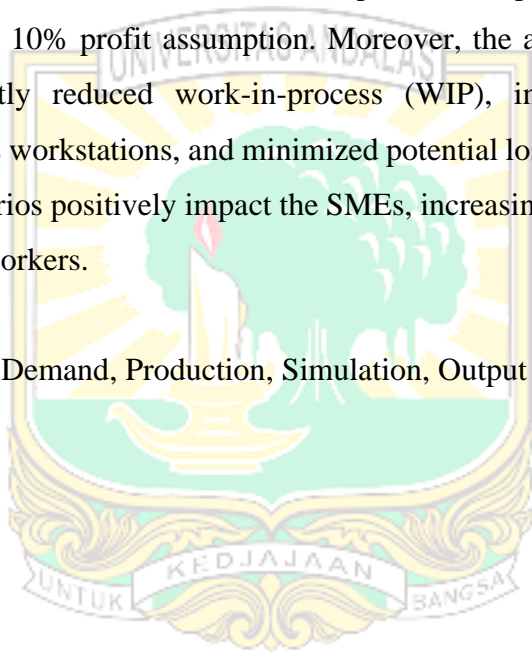 10% profit assumption. Moreover, the a
UNIVERSITAS ANDALAS
tly reduced work-in-process (WIP), in
workstations, and minimized potential lo
rios positively impact the SMEs, increasin
orkers.
Demand, Production, Simulation, Output
KEDJAJAAN
UNTUK BANGSA